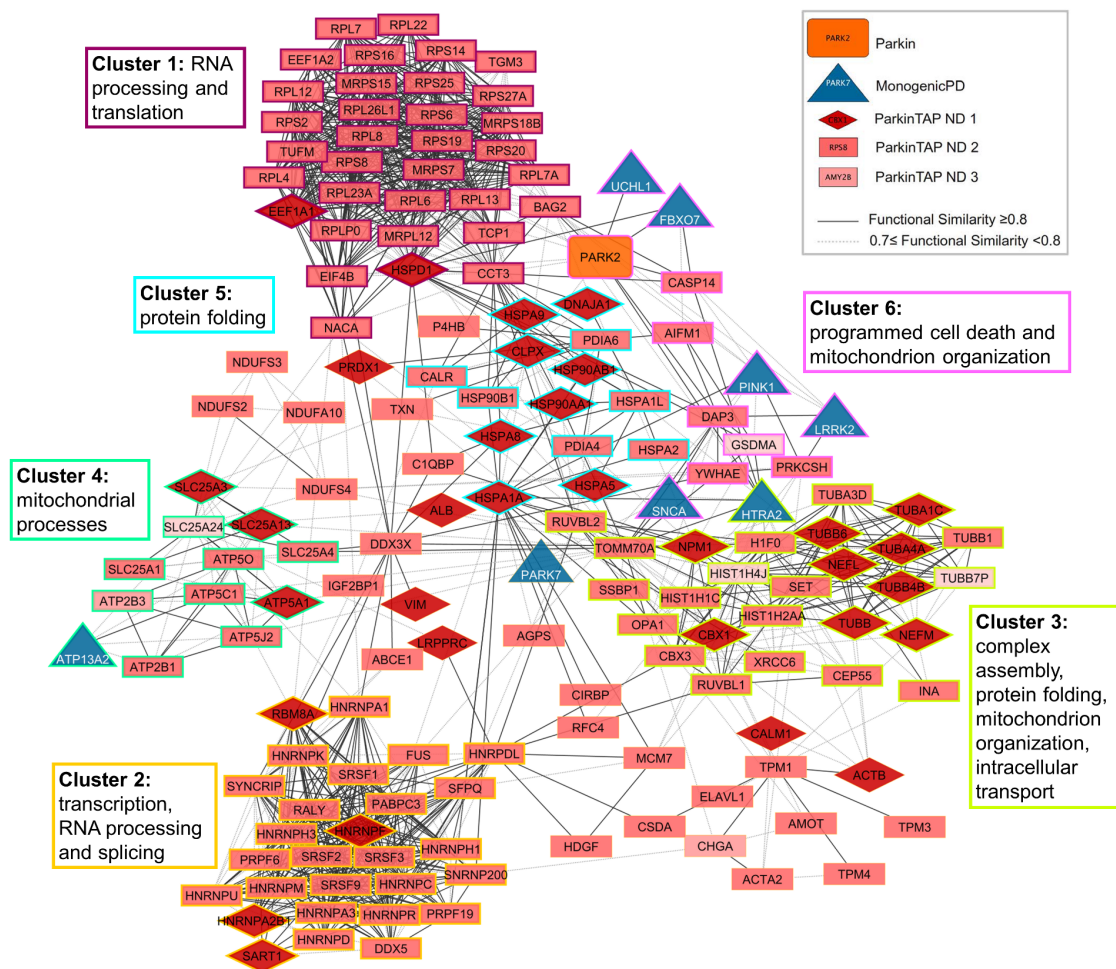 RPL7
RPL22
EEF1A2
RPS16
RPS14
TGM3
RPL12
MRPS15
RPS25
RPS27A
RPS2
RPL26L1
RPS6
MRPS18B
TUFM
RPL8
RPS19
RPS20
RPL4
RPS8
MRPS7
RPL7A
EEF1A1
RPL23A
RPL6
RPL13
BAG2
RPLP0
MRPL12
TCP1
EIF4B
HSPD1
CCT3
NACA
Cluster 1: RNA
processing and
translation
PARK2
Parkin
PARK7
MonogenicPD
CBX1
ParkinTAP ND 1
RPS8
ParkinTAP ND 2
AMY2B
ParkinTAP ND 3
Functional Similarity ≥0.8
0.7≤ Functional Similarity <0.8
UCHL1
FBXO7
PARK2
CASP14
AIFM1
Cluster 5:
protein folding
Cluster 6:
programmed cell death and
mitochondrion organization
DNAJA1
HSPA9
P4HB
CLPX
PDIA6
PRDX1
CALR
HSP90AB1
TXN
HSP90B1
HSP90AA1
HSPA1L
HSPA8
PDIA4
HSPA2
C1QBP
HSPA1A
HSPA5
NDUFS3
NDUFS2
NDUFA10
NDUFS4
PINK1
DAP3
GSDMA
LRRK2
YWHAE
PRKCSH
SNCA
HTRA2
Cluster 4:
mitochondrial
processes
SLC25A3
SLC25A24
SLC25A13
SLC25A4
SLC25A1
ATP5O
ATP2B3
ATP5C1
ATP5A1
ATP5J2
ATP13A2
ATP2B1
ALB
DDX3X
IGF2BP1
VIM
LRPPRC
ABCE1
PARK7
AGPS
TUBA3D
TUBA1C
RUVBL2
TOMM70A
NPM1
H1F0
TUBB6
TUBA4A
TUBB1
HIST1H4J
NEFL
SSBP1
HIST1H1C
SET
TUBB4B
TUBB7P
OPA1
CBX1
HIST1H2AA
TUBB
NEFM
CBX3
XRCC6
RUVBL1
CEP55
INA
Cluster 3:
complex
assembly,
protein folding,
mitochondrion
organization,
intracellular
transport
CIRBP
RFC4
MCM7
CALM1
TPM1
ACTB
ELAVL1
CSDA
AMOT
TPM3
HDGF
CHGA
ACTA2
TPM4
Cluster 2:
transcription,
RNA processing
and splicing
RBM8A
HNRNPA1
HNRNPK
FUS
HNRPDL
SYNCRIP
SRSF1
SFPQ
RALY
PABPC3
HNRNPH3
HNRNPF
HNRNPH1
PRPF6
SRSF2
SRSF3
SNRNP200
HNRNPU
HNRNPM
SRSF9
HNRNPC
HNRNPA2B1
HNRNPA3
HNRNPR
PRPF19
SART1
HNRNPD
DDX5